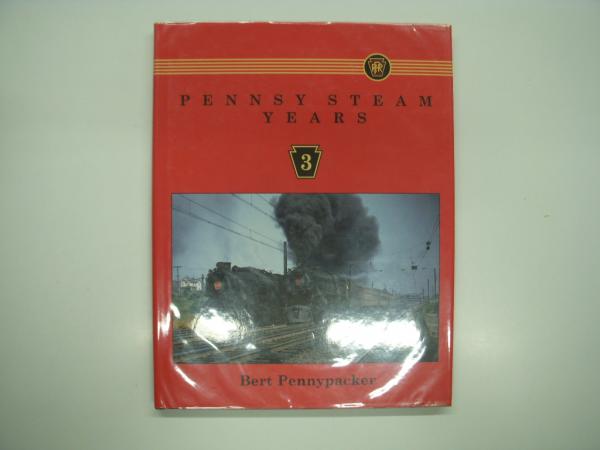 PENNSY STEAM
YEARS
3
Bert Pennypacker